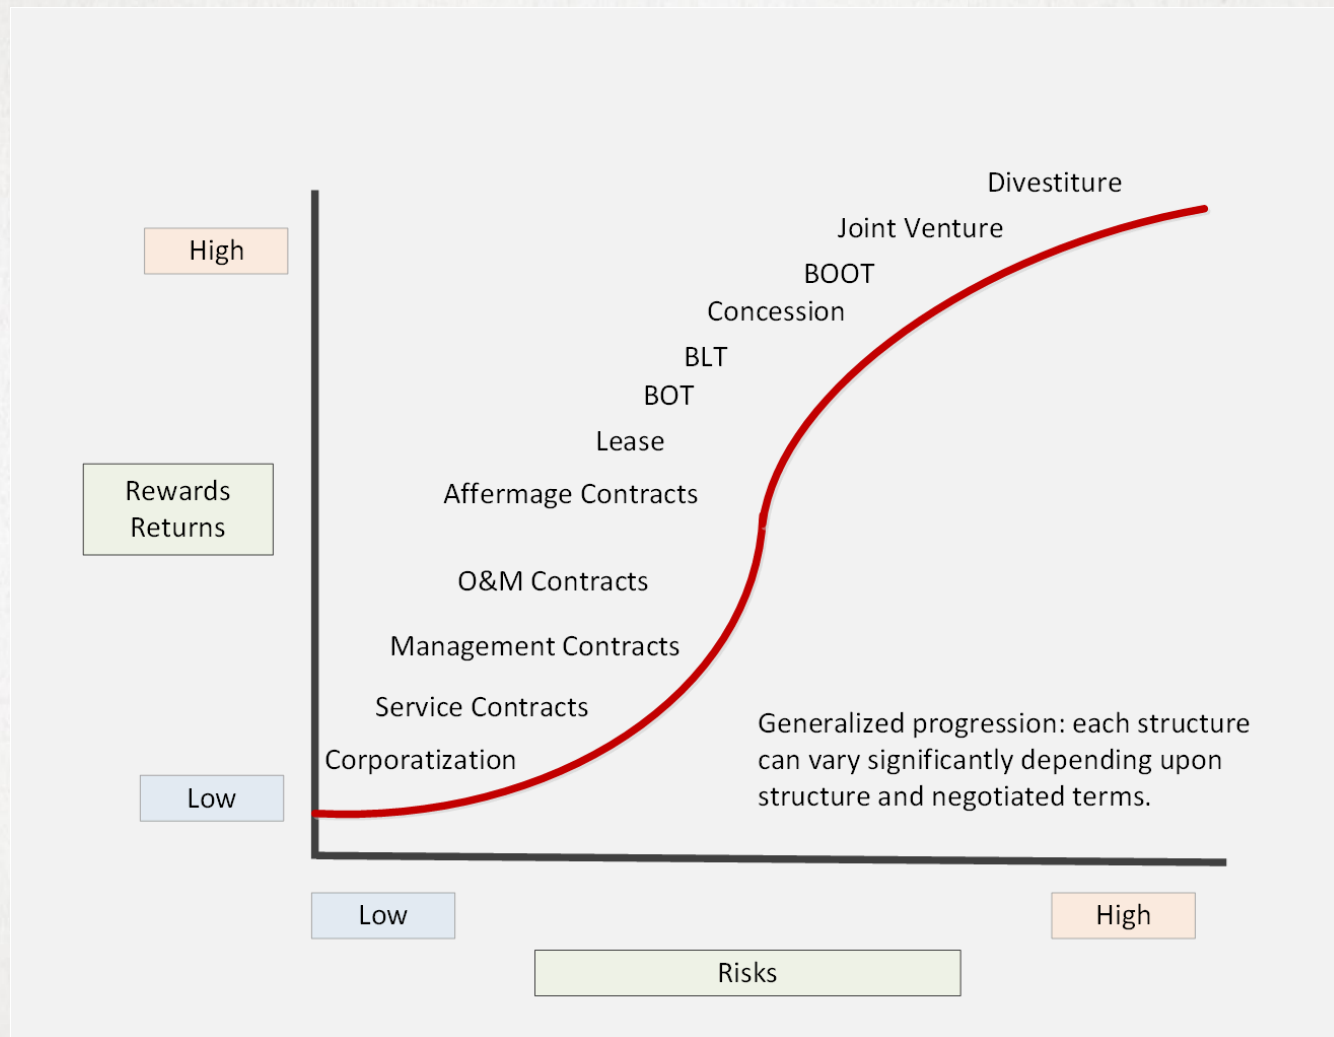 Divestiture
Joint Venture
High
BOOT
Concession
BLT
BOT
Lease
Rewards
Returns
Affermage Contracts
O&M Contracts
Management Contracts
Service Contracts
Corporatization
Generalized progression: each structure
can vary significantly depending upon
structure and negotiated terms.
Low
Low
High
Risks